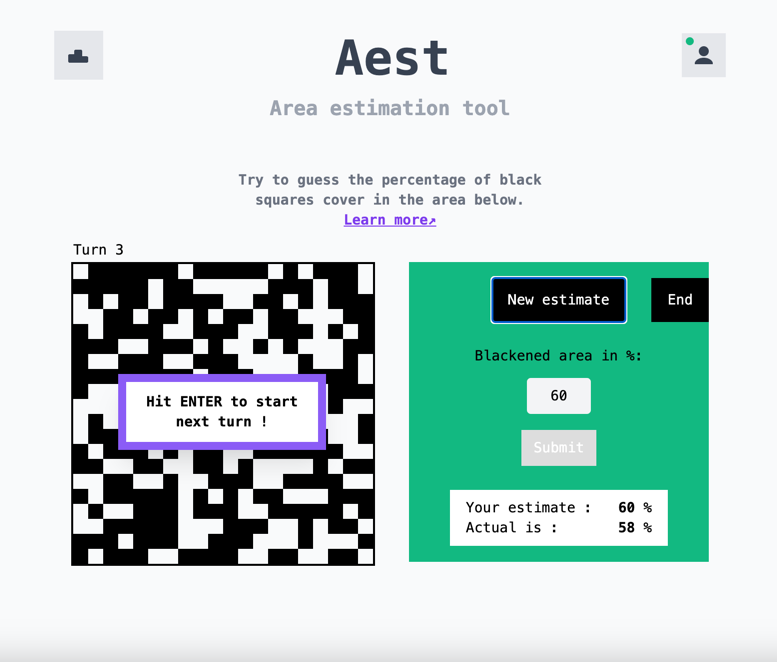 Aest
Area estimation tool
Try to guess the percentage of black
squares cover in the area below.
Learn more↗
Turn 3
Hit ENTER to start
next turn !
New estimate
End
Blackened area in %:
60
Submit
Your estimate : 60 %
Actual is : 58 %